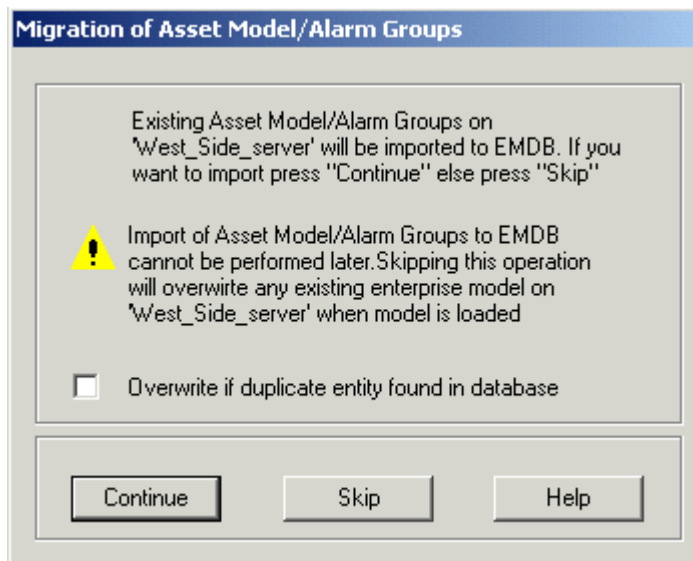 Migration of Asset Model/Alarm Groups
Existing Asset Model/Alarm Groups on
'West_Side_server' will be imported to EMDB. If you
want to import press "Continue" else press "Skip"
Import of Asset Model/Alarm Groups to EMDB
cannot be performed later.Skipping this operation
will overwirte any existing enterprise model on
'West_Side_server' when model is loaded
Overwrite if duplicate entity found in database
Continue
Skip
Help